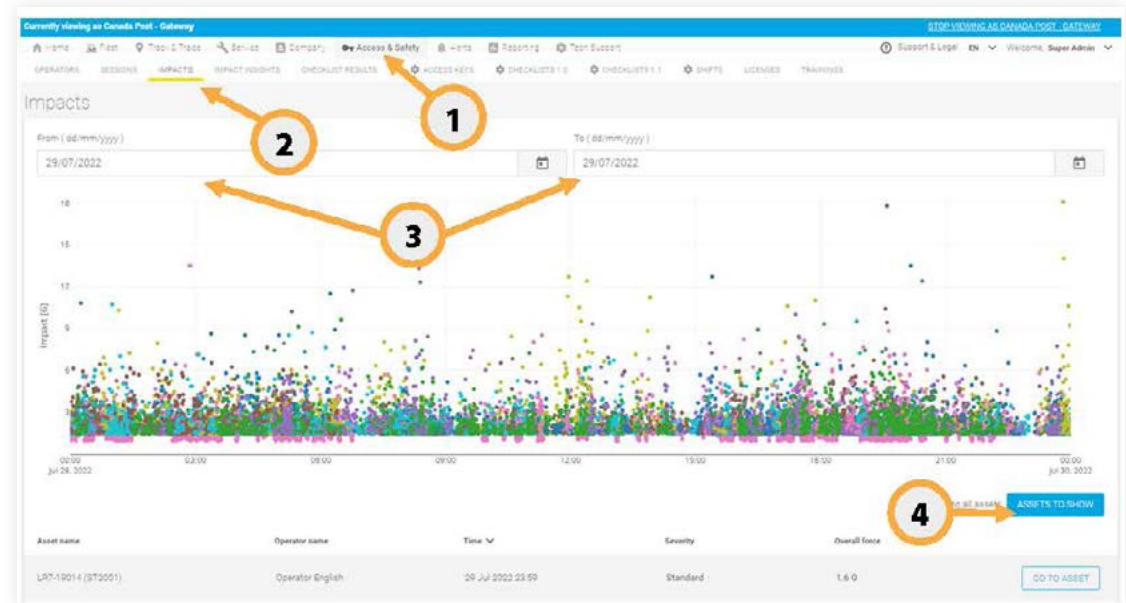 Currently viewing as Canada Post - Gateway STOP VIEWING AS CANADA POST - GATEWAY
Home Fleet Track & Trace Service Company Access & Safety Alerts Reporting Tech Support Support & Legal EN Welcome, Super Admin
OPERATORS SESSIONS IMPACTS IMPACT INSIGHTS CHECKLIST RESULTS ACCESS KEYS CHECKLISTS 1.0 CHECKLISTS 1.1 SHIFTS LICENSES TRAININGS
Impacts
1
2
From ( dd/mm/yyyy ) To ( dd/mm/yyyy )
29/07/2022 29/07/2022
3
18
15
12
9
6
3
Impact [G]
00:00 03:00 06:00 09:00 12:00 15:00 18:00 21:00 00:00
Jul 29, 2022 Jul 30, 2022
4
all assets ASSETS TO SHOW
Asset name Operator name Time Severity Overall force
LR7-19014 (ST2001) Operator English 29 Jul 2022 23:59 Standard 1.6 G GO TO ASSET